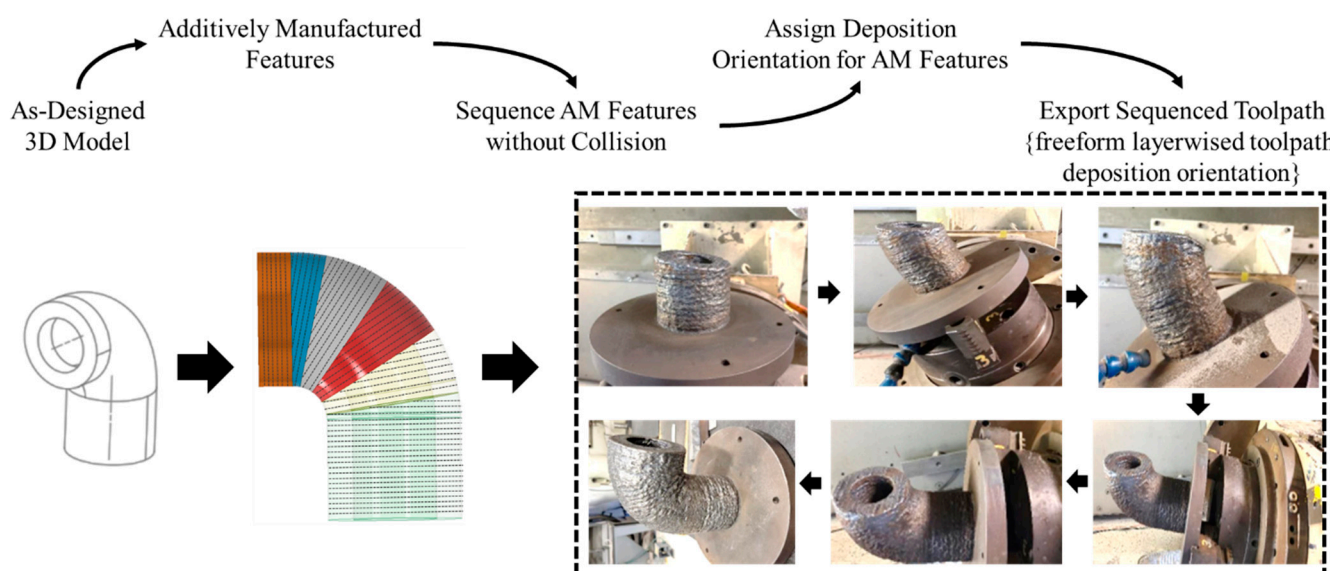 Additively Manufactured
Features
Assign Deposition
Orientation for AM Features
As-Designed
3D Model
Sequence AM Features
without Collision
Export Sequenced Toolpath
{freeform layerwised toolpath
deposition orientation}